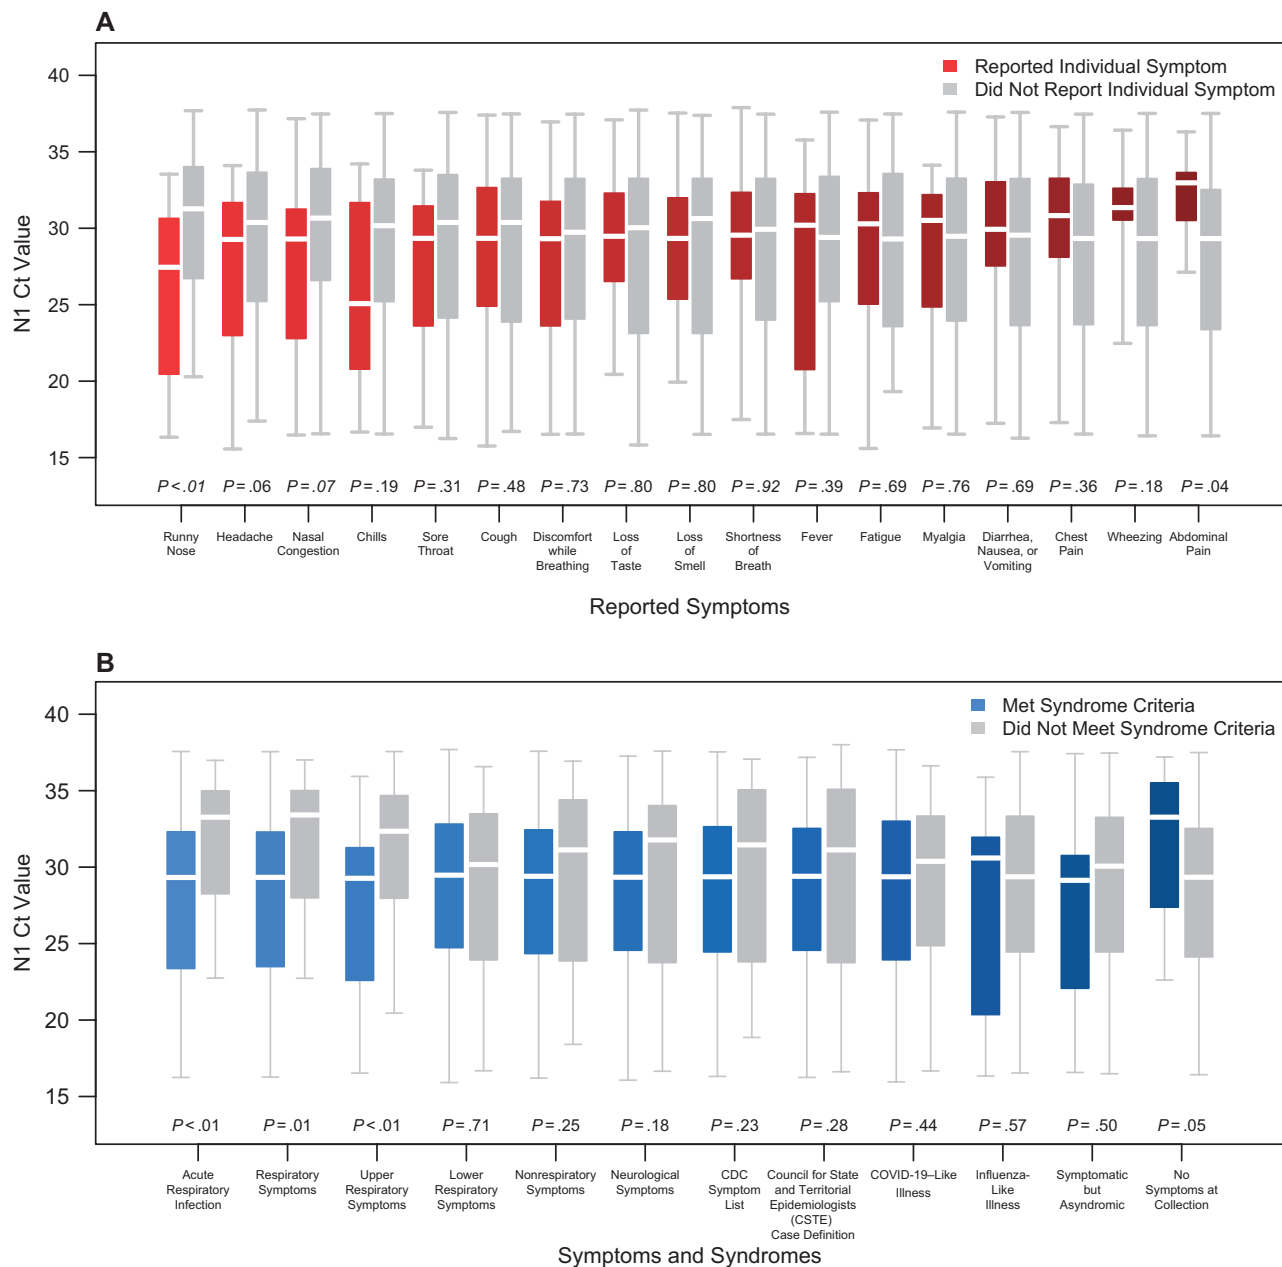 A
Reported Individual Symptom
Did Not Report Individual Symptom
40
35
30
25
20
15
N1 Ct Value
P<.01 P=.06 P=.07 P=.19 P=.31 P=.48 P=.73 P=.80 P=.80 P=.92 P=.39 P=.69 P=.76 P=.69 P=.36 P=.18 P=.04
Runny Headache Nasal Chills Sore Cough Discomfort Loss Loss Shortness Fever Fatigue Myalgia Diarrhea, Chest Wheezing Abdominal
Nose Congestion Throat while of of of Nausea, or Pain Pain
Breathing Taste Smell Breath Vomiting
Reported Symptoms
B
Met Syndrome Criteria
Did Not Meet Syndrome Criteria
40
35
30
25
20
15
N1 Ct Value
P<.01 P=.01 P<.01 P=.71 P=.25 P=.18 P=.23 P=.28 P=.44 P=.57 P=.50 P=.05
Acute Respiratory Upper Lower Nonrespiratory Neurological CDC Council for State COVID-19–Like Influenza- Symptomatic No
Respiratory Symptoms Respiratory Respiratory Symptoms Symptoms Symptom and Territorial Illness Like but Symptoms at
Infection Symptoms Symptoms List Epidemiologists Illness Asyndromic Collection
(CSTE)
Case Definition
Symptoms and Syndromes